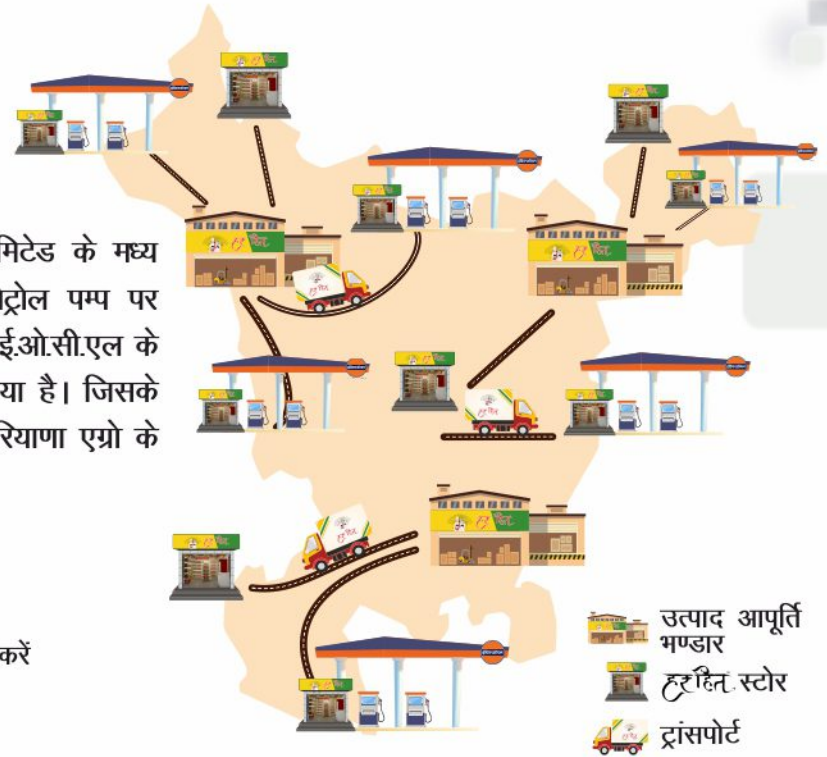 मिटेड के मध्य
ट्रोल पम्प पर
ई.ओ.सी.एल के
या है। जिसके
रियाणा एग्रो के
करें
उत्पाद आपूर्ति
भण्डार
हर हित स्टोर
ट्रांसपोर्ट